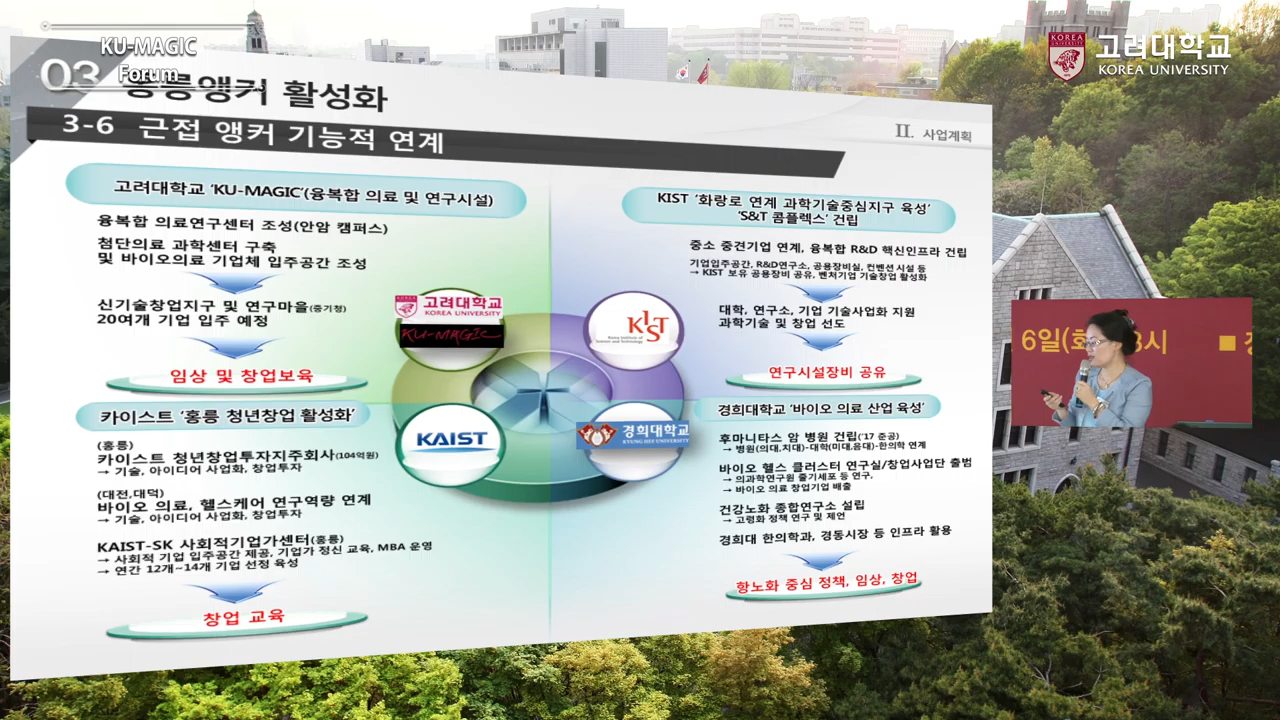 KU-MAGIC
Forum
고려대학교
KOREA UNIVERSITY
03 홍릉앵커 활성화
3-6 근접 앵커 기능적 연계
II. 사업계획
고려대학교 'KU-MAGIC'(융복합 의료 및 연구시설)
융복합 의료연구센터 조성(안암 캠퍼스)
첨단의료 과학센터 구축
및 바이오의료 기업체 입주공간 조성
신기술창업지구 및 연구마을(중기청)
20여개 기업 입주 예정
임상 및 창업보육
KIST '화랑로 연계 과학기술중심지구 육성'
'S&T 콤플렉스' 건립
중소 중견기업 연계, 융복합 R&D 핵신인프라 건립
기업입주공간, R&D연구소, 공용장비실, 컨벤션 시설 등
→ KIST 보유 공용장비 공유, 벤처기업 기술창업 활성화
대학, 연구소, 기업 기술사업화 지원
과학기술 및 창업 선도
연구시설장비 공유
고려대학교
KOREA UNIVERSITY
KU-MAGIC
KIST
Korea Institute of
Science and Technology
KAIST
경희대학교
KYUNG HEE UNIVERSITY
카이스트 '홍릉 청년창업 활성화'
(홍릉)
카이스트 청년창업투자지주회사(104억원)
→ 기술, 아이디어 사업화, 창업투자
(대전,대덕)
바이오 의료, 헬스케어 연구역량 연계
→ 기술, 아이디어 사업화, 창업투자
KAIST-SK 사회적기업가센터(홍릉)
→ 사회적 기업 입주공간 제공, 기업가 정신 교육, MBA 운영
→ 연간 12개~14개 기업 선정 육성
창업 교육
경희대학교 '바이오 의료 산업 육성'
후마니타스 암 병원 건립('17 준공)
→ 병원(의대,치대)-대학(미대,음대)-한의학 연계
바이오 헬스 클러스터 연구실/창업사업단 출범
→ 의과학연구원 줄기세포 등 연구,
→ 바이오 의료 창업기업 배출
건강노화 종합연구소 설립
→ 고령화 정책 연구 및 제언
경희대 한의학과, 경동시장 등 인프라 활용
항노화 중심 정책, 임상, 창업
KOREA
6일(화
시